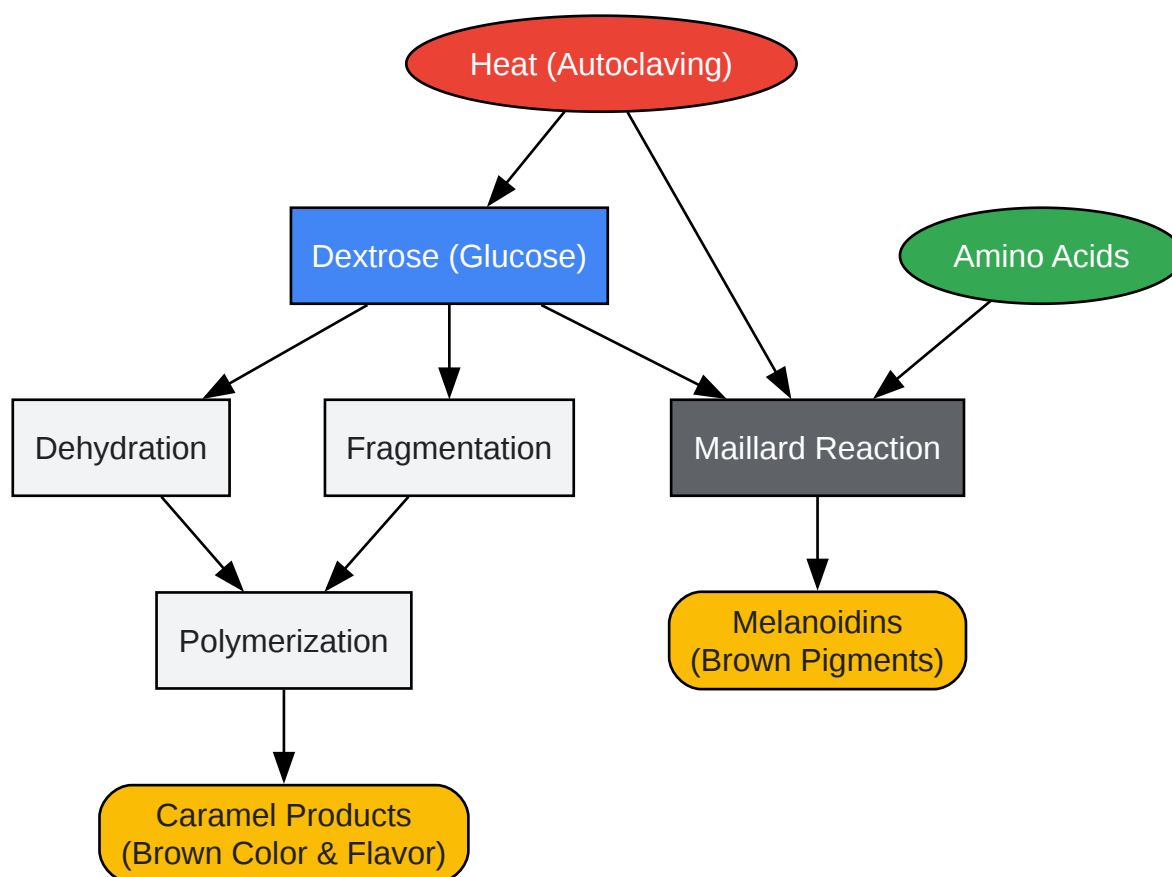 Heat (Autoclaving)
Dextrose (Glucose)
Amino Acids
Dehydration
Fragmentation
Maillard Reaction
Polymerization
Melanoidins
(Brown Pigments)
Caramel Products
(Brown Color & Flavor)